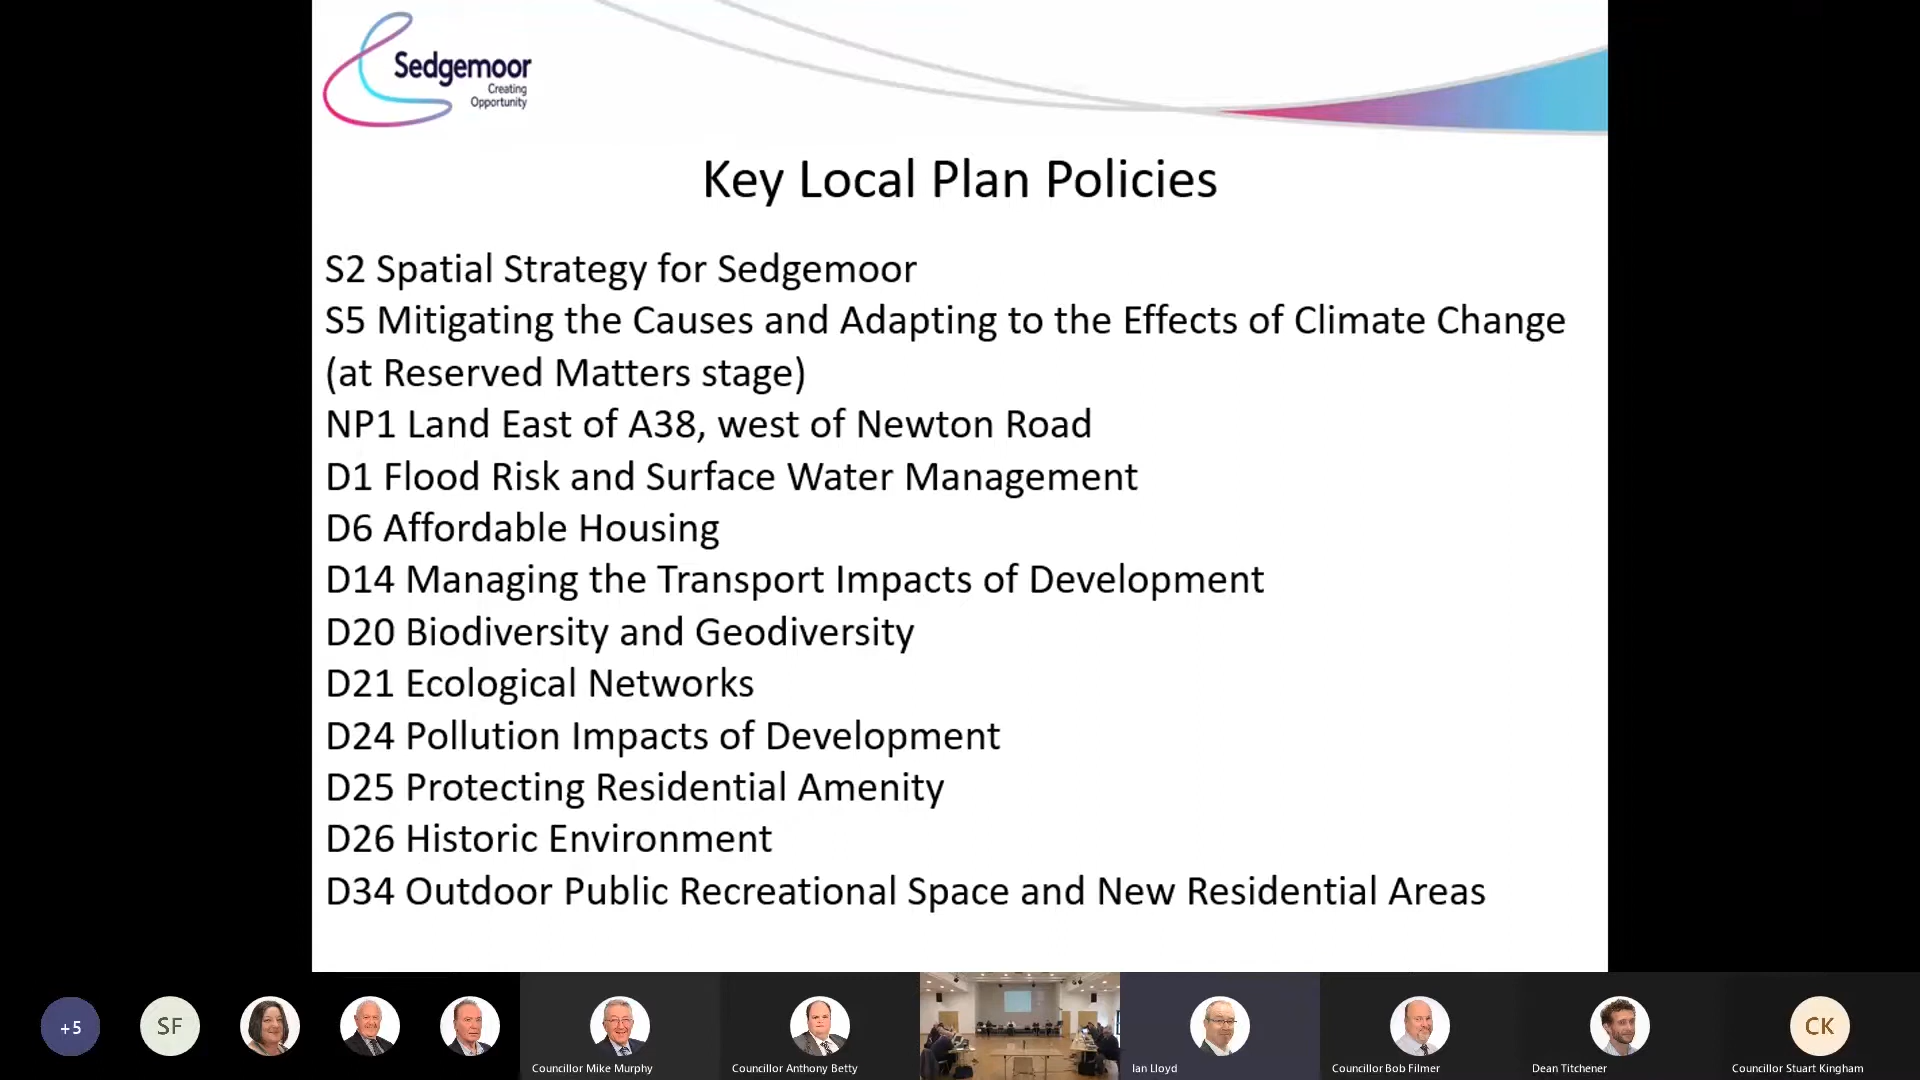 Sedgemoor
Creating
Opportunity
Key Local Plan Policies
S2 Spatial Strategy for Sedgemoor
S5 Mitigating the Causes and Adapting to the Effects of Climate Change
(at Reserved Matters stage)
NP1 Land East of A38, west of Newton Road
D1 Flood Risk and Surface Water Management
D6 Affordable Housing
D14 Managing the Transport Impacts of Development
D20 Biodiversity and Geodiversity
D21 Ecological Networks
D24 Pollution Impacts of Development
D25 Protecting Residential Amenity
D26 Historic Environment
D34 Outdoor Public Recreational Space and New Residential Areas
+5
SF
CK
Councillor Mike Murphy
Councillor Anthony Betty
Ian Lloyd
Councillor Bob Filmer
Dean Titchener
Councillor Stuart Kingham